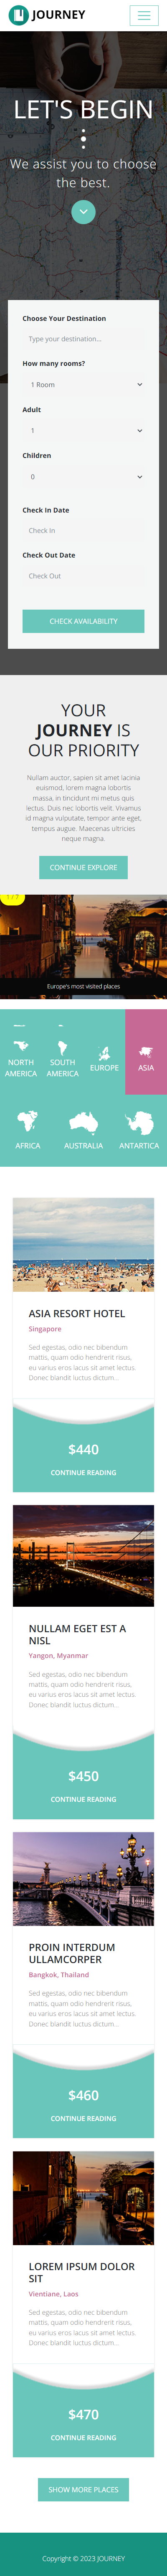 JOURNEY
LET'S BEGIN
We assist you to choose
the best.
Choose Your Destination
Type your destination...
How many rooms?
1 Room
Adult
1
Children
0
Check In Date
Check In
Check Out Date
Check Out
CHECK AVAILABILITY
YOUR
JOURNEY IS
OUR PRIORITY
Nullam auctor, sapien sit amet lacinia
euismod, lorem magna lobortis
massa, in tincidunt mi metus quis
lectus. Duis nec lobortis velit. Vivamus
id magna vulputate, tempor ante eget,
tempus augue. Maecenas ultricies
neque magna.
CONTINUE EXPLORE
1 / 7
Europe's most visited places
NORTH
AMERICA
SOUTH
AMERICA
EUROPE
ASIA
AFRICA
AUSTRALIA
ANTARTICA
ASIA RESORT HOTEL
Singapore
Sed egestas, odio nec bibendum
mattis, quam odio hendrerit risus,
eu varius eros lacus sit amet lectus.
Donec blandit luctus dictum...
$440
CONTINUE READING
NULLAM EGET EST A
NISL
Yangon, Myanmar
Sed egestas, odio nec bibendum
mattis, quam odio hendrerit risus,
eu varius eros lacus sit amet lectus.
Donec blandit luctus dictum...
$450
CONTINUE READING
PROIN INTERDUM
ULLAMCORPER
Bangkok, Thailand
Sed egestas, odio nec bibendum
mattis, quam odio hendrerit risus,
eu varius eros lacus sit amet lectus.
Donec blandit luctus dictum...
$460
CONTINUE READING
LOREM IPSUM DOLOR
SIT
Vientiane, Laos
Sed egestas, odio nec bibendum
mattis, quam odio hendrerit risus,
eu varius eros lacus sit amet lectus.
Donec blandit luctus dictum...
$470
CONTINUE READING
SHOW MORE PLACES
Copyright © 2023 JOURNEY